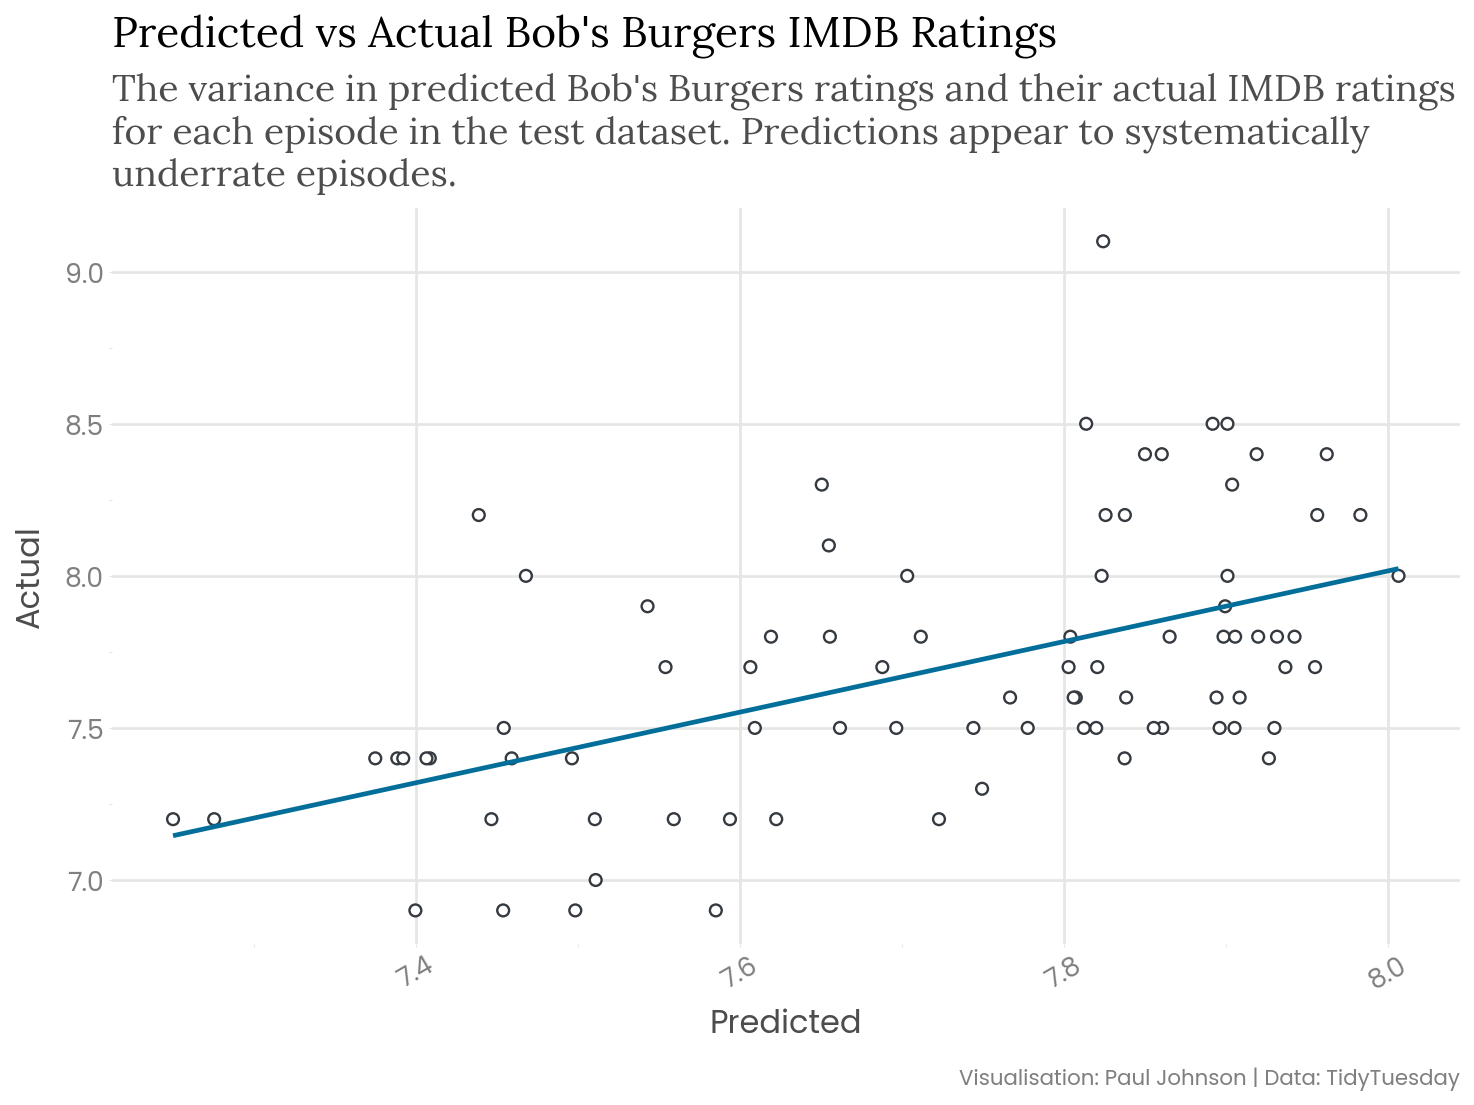 Predicted vs Actual Bob's Burgers IMDB Ratings
The variance in predicted Bob's Burgers ratings and their actual IMDB ratings
for each episode in the test dataset. Predictions appear to systematically
underrate episodes.
9.0
8.5
8.0
7.5
7.0
Actual
7.4
7.6
7.8
8.0
Predicted
Visualisation: Paul Johnson | Data: TidyTuesday